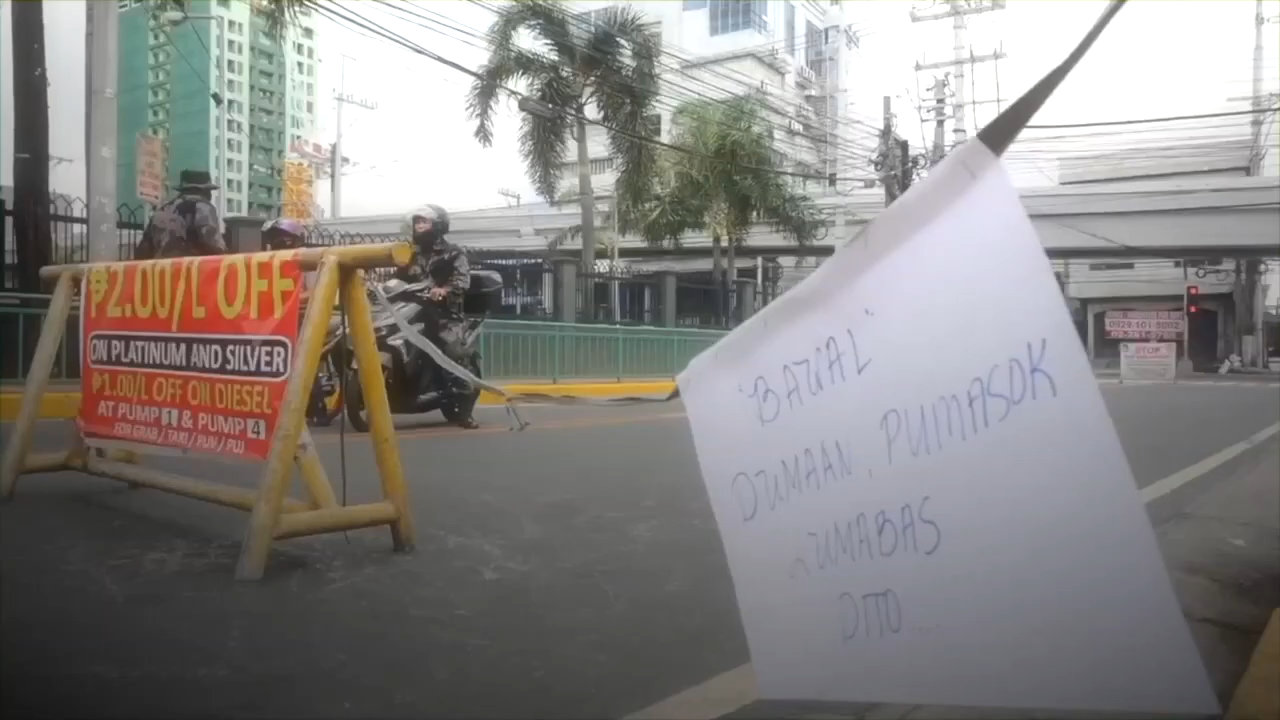 ₱2.00/L OFF
ON PLATINUM AND SILVER
₱1.00/L OFF ON DIESEL
AT PUMP 1 & PUMP 4
FOR GRAB / TAXI / PUV / PUJ
"BAWAL"
DUMAAN, PUMASOK
LUMABAS
DITO...
STOP